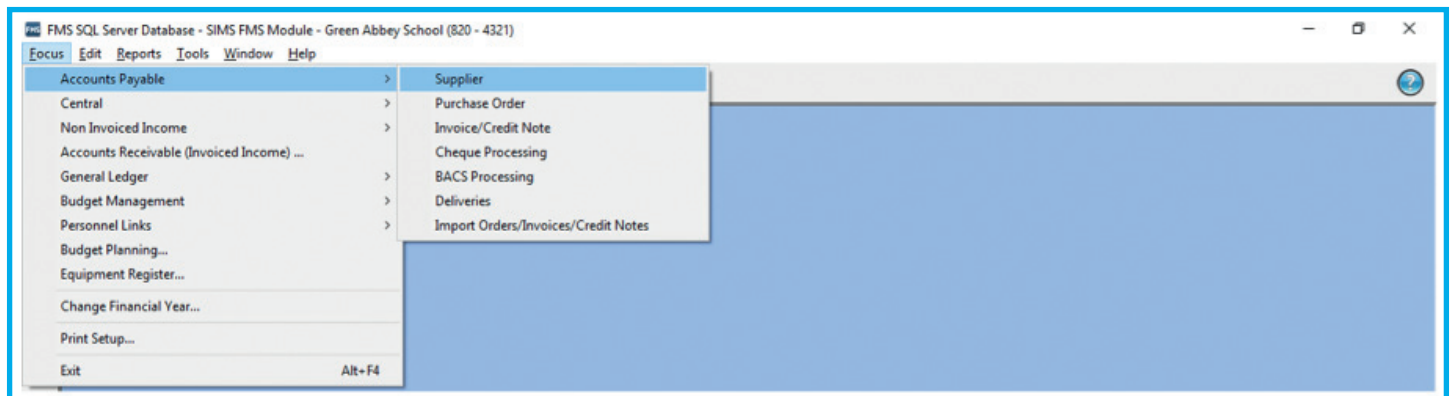 FMS FMS SQL Server Database - SIMS FMS Module - Green Abbey School (820 - 4321)
Focus Edit Reports Tools Window Help
Accounts Payable > Supplier
Central > Purchase Order
Non Invoiced Income > Invoice/Credit Note
Accounts Receivable (Invoiced Income) ... Cheque Processing
General Ledger > BACS Processing
Budget Management > Deliveries
Personnel Links > Import Orders/Invoices/Credit Notes
Budget Planning...
Equipment Register...
Change Financial Year...
Print Setup...
Exit Alt+F4